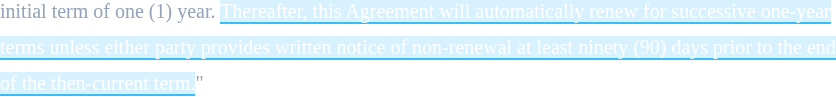 initial term of one (1) year. Thereafter, this Agreement will automatically renew for successive one-year
terms unless either party provides written notice of non-renewal at least ninety (90) days prior to the end
of the then-current term."